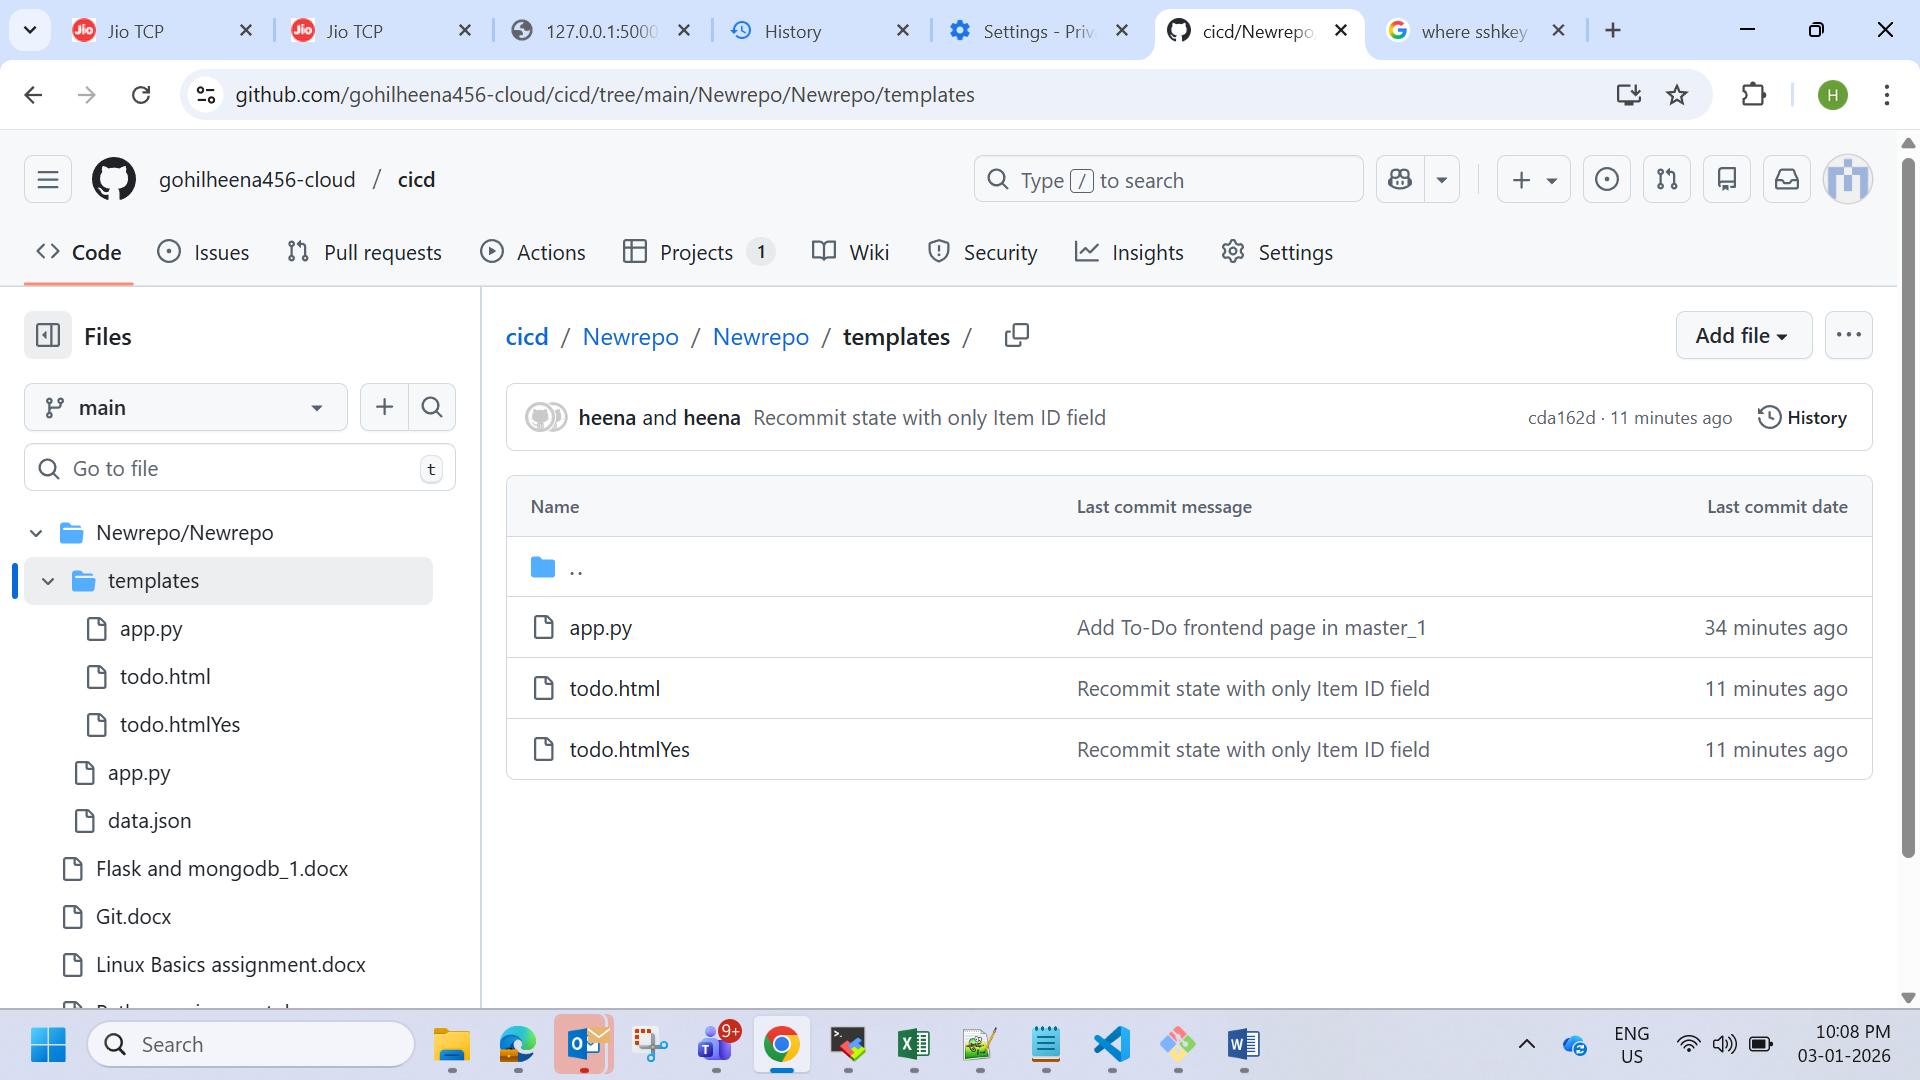 Jio TCP
Jio TCP
127.0.0.1:5000
History
Settings - Priv
cicd/Newrepo
where sshkey
github.com/gohilheena456-cloud/cicd/tree/main/Newrepo/Newrepo/templates
H
gohilheena456-cloud / cicd
Type / to search
Code
Issues
Pull requests
Actions
Projects 1
Wiki
Security
Insights
Settings
Files
cicd / Newrepo / Newrepo / templates /
Add file
main
heena and heena Recommit state with only Item ID field
cda162d · 11 minutes ago
History
Go to file t
Name Last commit message Last commit date
..
app.py Add To-Do frontend page in master_1 34 minutes ago
todo.html Recommit state with only Item ID field 11 minutes ago
todo.htmlYes Recommit state with only Item ID field 11 minutes ago
Newrepo/Newrepo
templates
app.py
todo.html
todo.htmlYes
app.py
data.json
Flask and mongodb_1.docx
Git.docx
Linux Basics assignment.docx
Search
9+
ENG
US
10:08 PM
03-01-2026